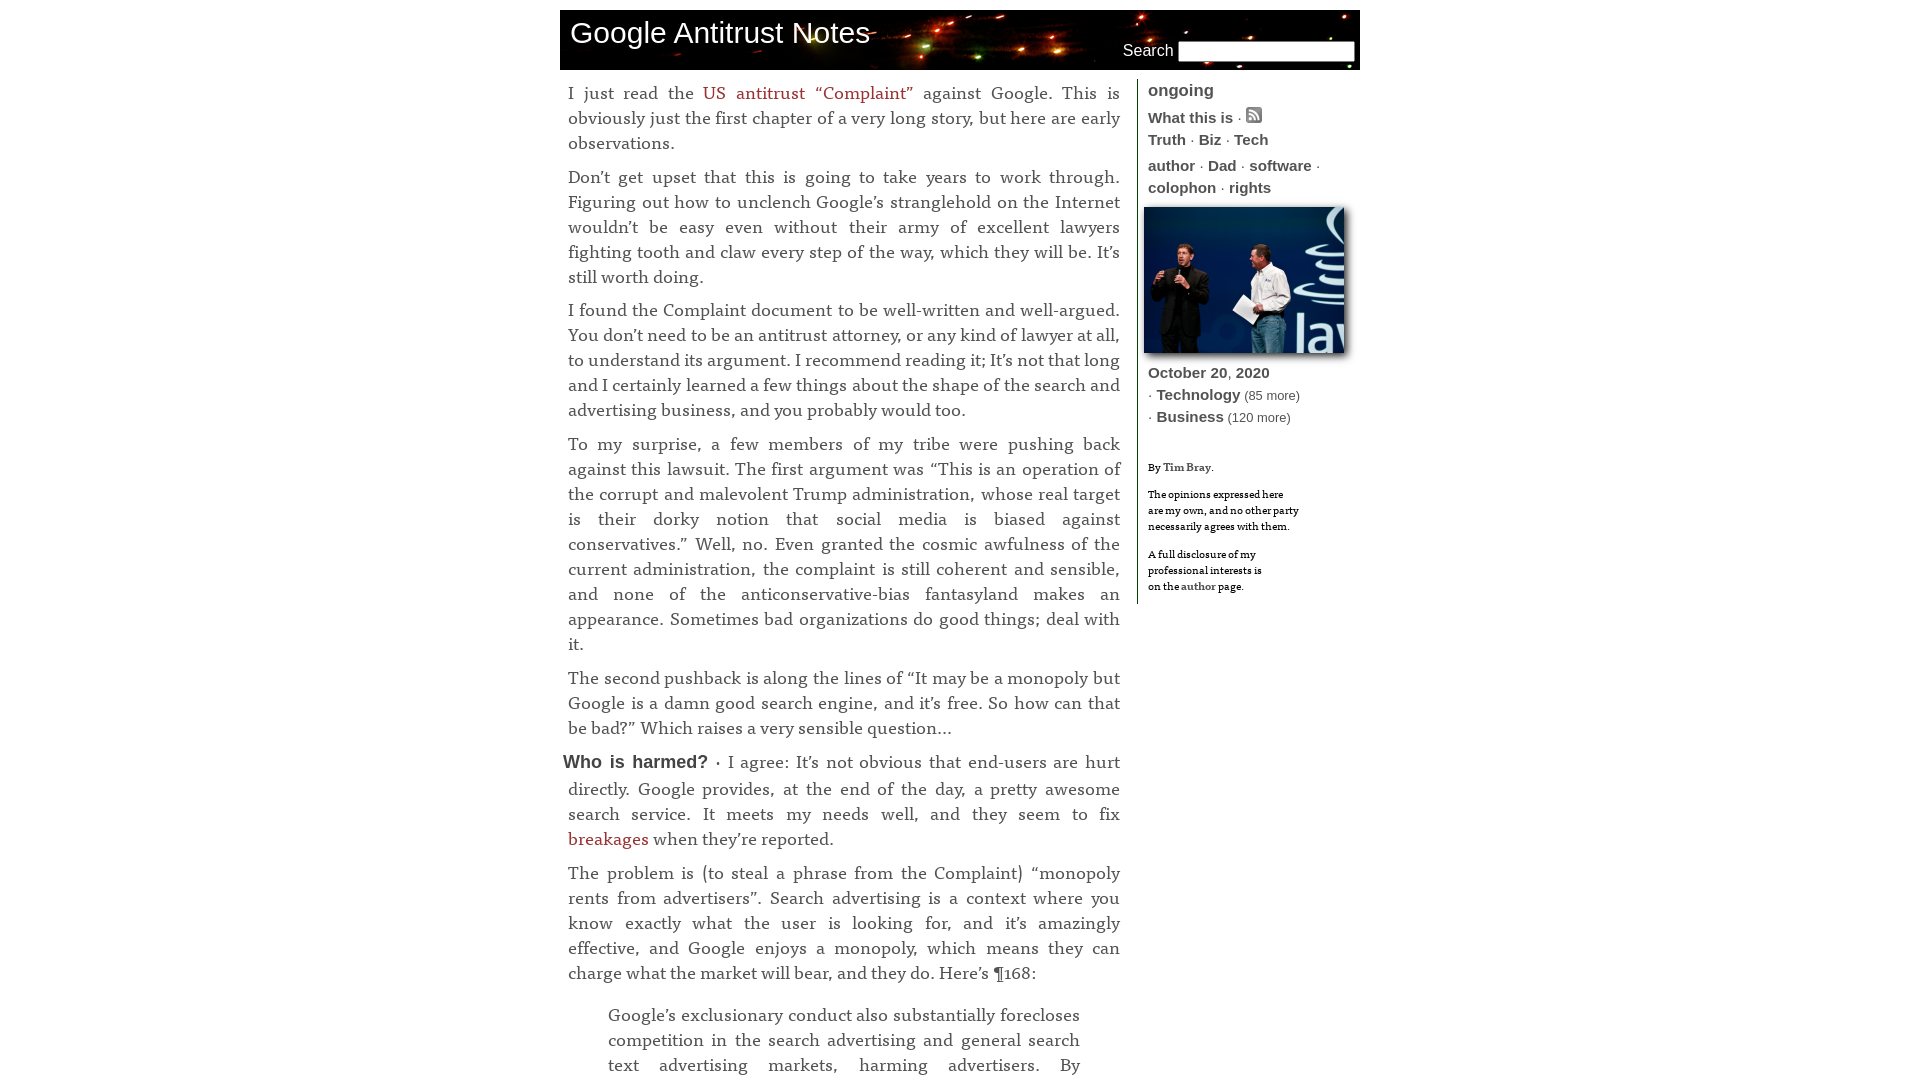 Google Antitrust Notes
Search
I just read the US antitrust “Complaint” against Google. This is
obviously just the first chapter of a very long story, but here are early
observations.
Don’t get upset that this is going to take years to work through.
Figuring out how to unclench Google’s stranglehold on the Internet
wouldn’t be easy even without their army of excellent lawyers
fighting tooth and claw every step of the way, which they will be. It’s
still worth doing.
I found the Complaint document to be well-written and well-argued.
You don’t need to be an antitrust attorney, or any kind of lawyer at all,
to understand its argument. I recommend reading it; It’s not that long
and I certainly learned a few things about the shape of the search and
advertising business, and you probably would too.
To my surprise, a few members of my tribe were pushing back
against this lawsuit. The first argument was “This is an operation of
the corrupt and malevolent Trump administration, whose real target
is their dorky notion that social media is biased against
conservatives.” Well, no. Even granted the cosmic awfulness of the
current administration, the complaint is still coherent and sensible,
and none of the anticonservative-bias fantasyland makes an
appearance. Sometimes bad organizations do good things; deal with
it.
The second pushback is along the lines of “It may be a monopoly but
Google is a damn good search engine, and it’s free. So how can that
be bad?” Which raises a very sensible question…
Who is harmed? · I agree: It’s not obvious that end-users are hurt
directly. Google provides, at the end of the day, a pretty awesome
search service. It meets my needs well, and they seem to fix
breakages when they’re reported.
The problem is (to steal a phrase from the Complaint) “monopoly
rents from advertisers”. Search advertising is a context where you
know exactly what the user is looking for, and it’s amazingly
effective, and Google enjoys a monopoly, which means they can
charge what the market will bear, and they do. Here’s ¶168:
Google’s exclusionary conduct also substantially forecloses
competition in the search advertising and general search
text advertising markets, harming advertisers. By
ongoing
What this is ·
Truth · Biz · Tech
author · Dad · software ·
colophon · rights
lav
October 20, 2020
· Technology (85 more)
· Business (120 more)
By Tim Bray.
The opinions expressed here
are my own, and no other party
necessarily agrees with them.
A full disclosure of my
professional interests is
on the author page.